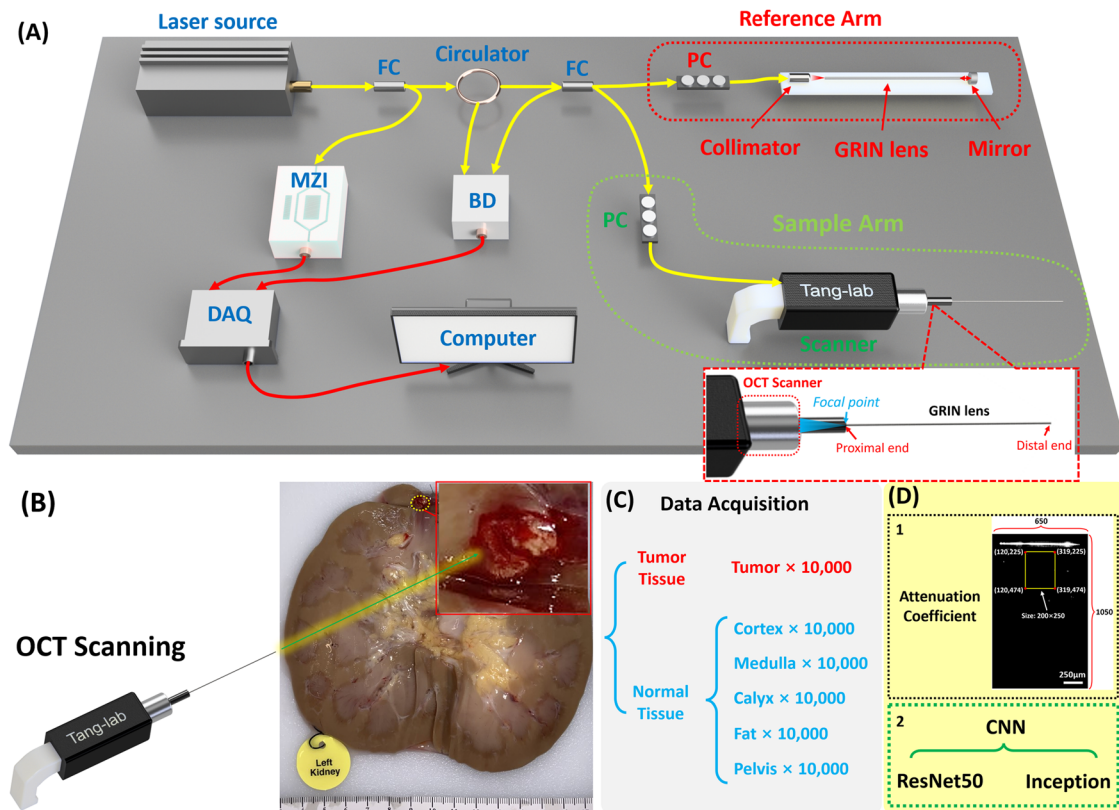 (A)
Laser source
FC
Circulator
FC
Reference Arm
PC
Collimator
GRIN lens
Mirror
MZI
BD
PC
Sample Arm
DAQ
Computer
Tang-lab
Scanner
OCT Scanner
Focal point
GRIN lens
Proximal end
Distal end
(B)
OCT Scanning
Tang-lab
Left
Kidney
(C)
Data Acquisition
Tumor
Tissue
Tumor × 10,000
Normal
Tissue
Cortex × 10,000
Medulla × 10,000
Calyx × 10,000
Fat × 10,000
Pelvis × 10,000
(D)
1
Attenuation
Coefficient
650
(120,225)
(319,225)
(120,474)
(319,474)
Size: 200×250
1050
250μm
2
CNN
ResNet50
Inception